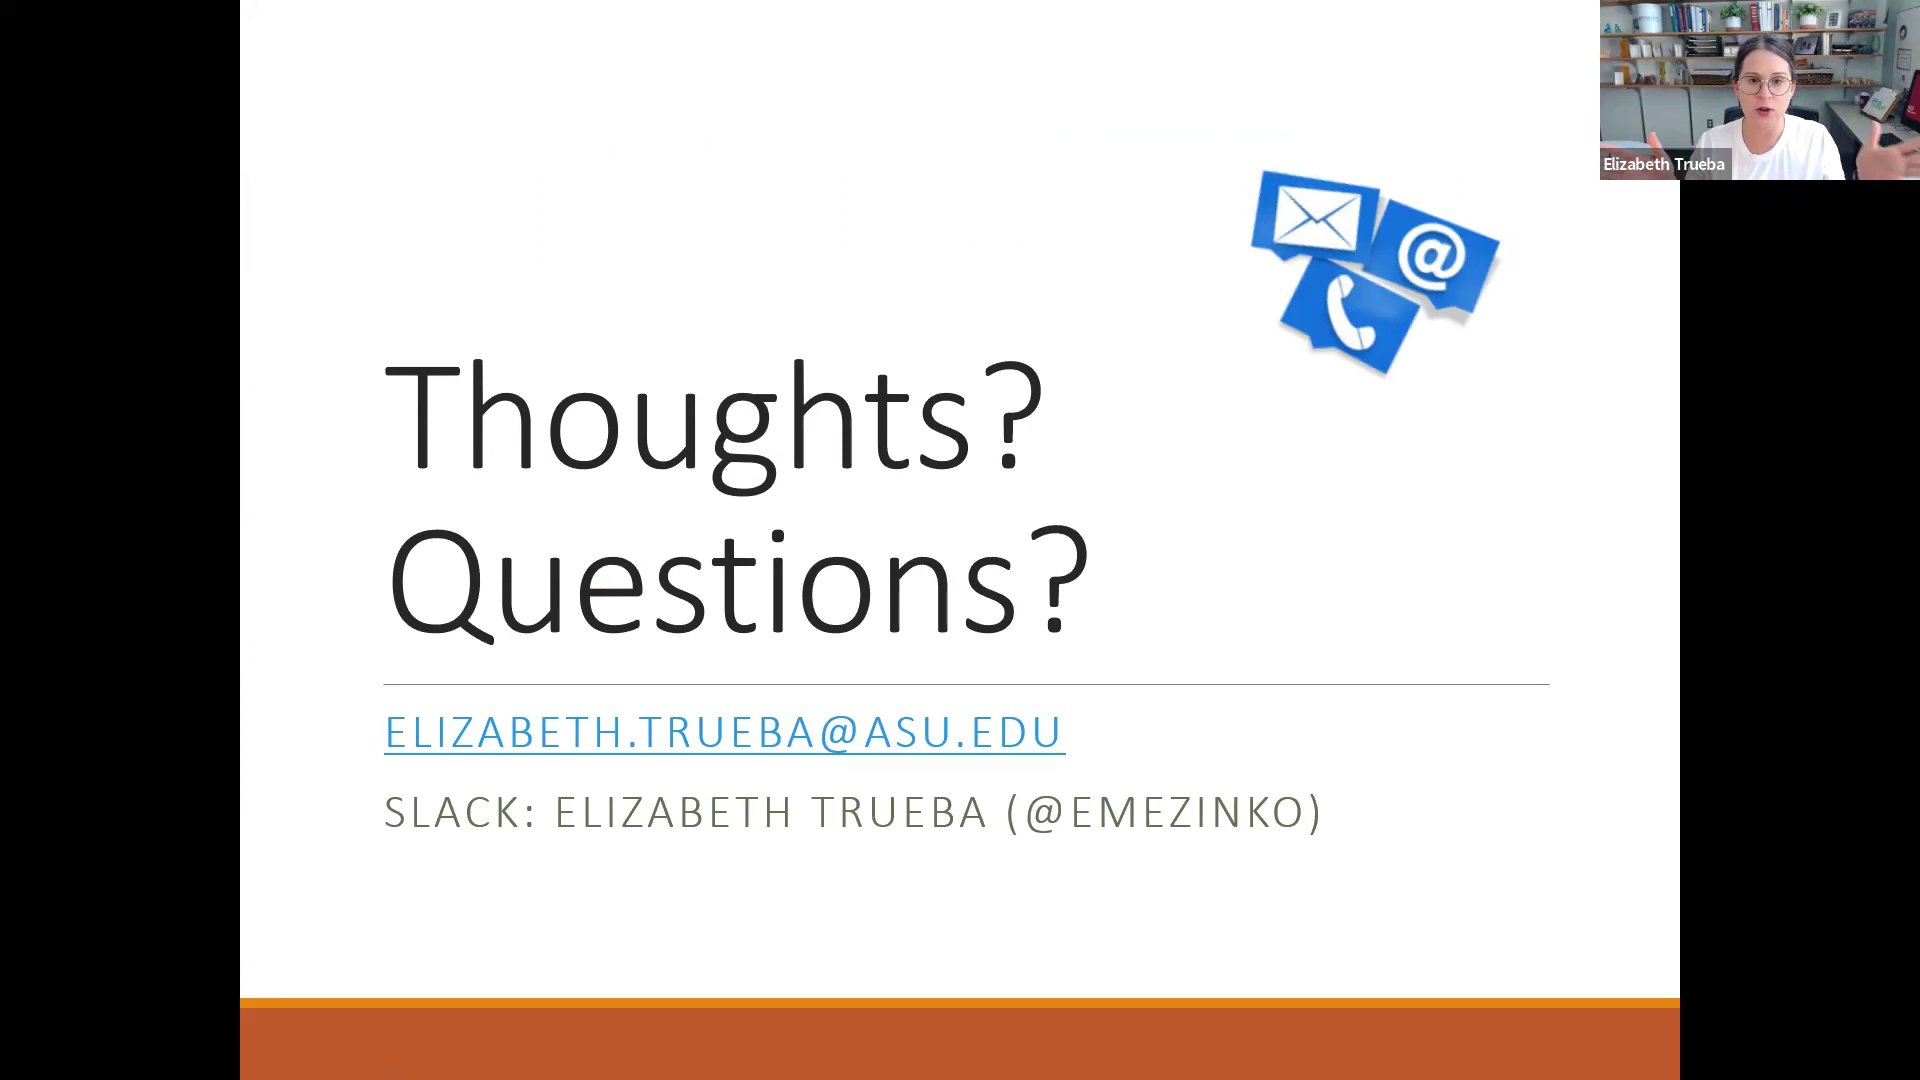 Elizabeth Trueba
@
Thoughts?
Questions?
ELIZABETH.TRUEBA@ASU.EDU
SLACK: ELIZABETH TRUEBA (@EMEZINKO)